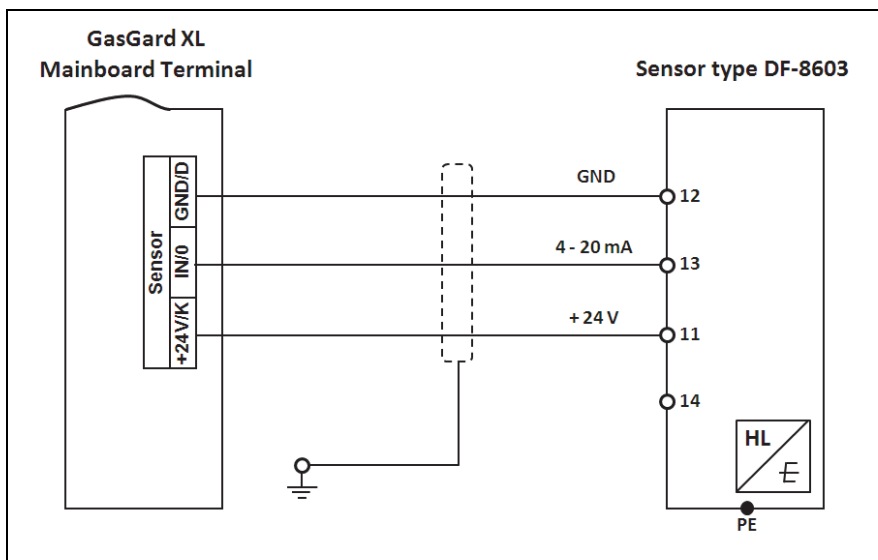 GasGard XL
Mainboard Terminal
Sensor type DF-8603
Sensor
GND/D
IN/0
+24V/K
GND
12
4 - 20 mA
13
+ 24 V
11
14
HL
E
PE